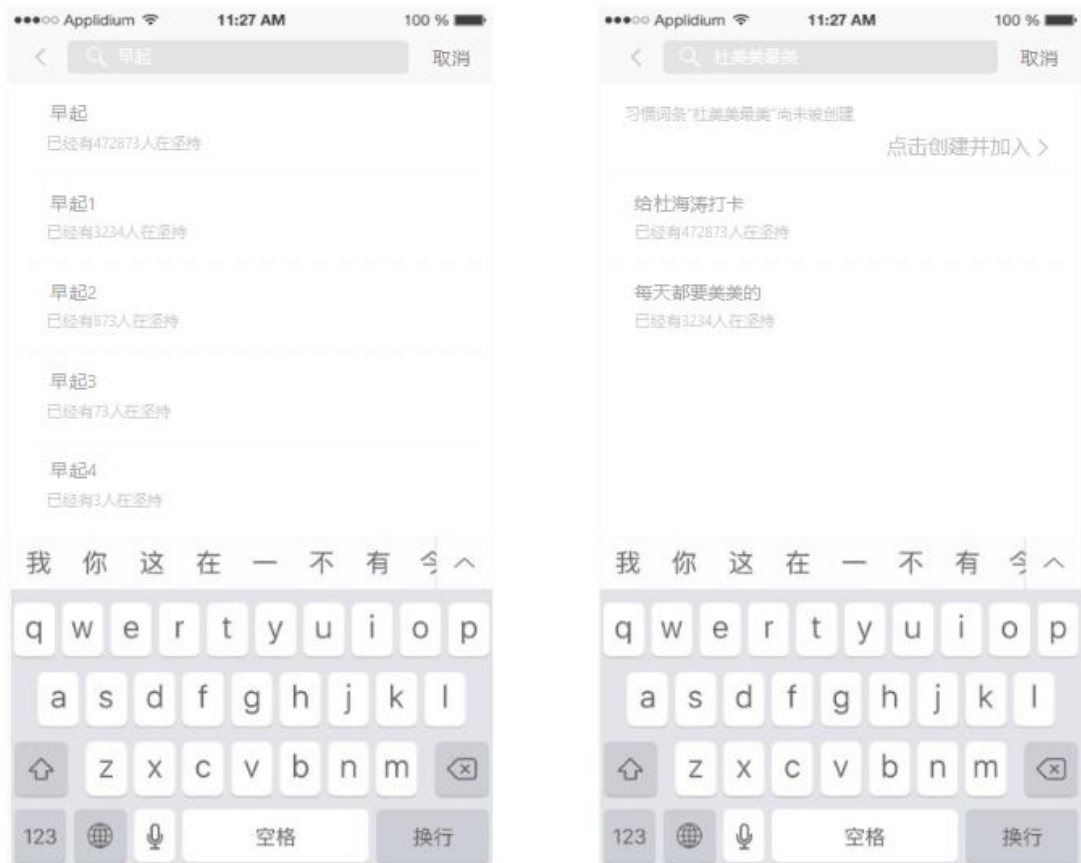 Applidium 11:27 AM 100 %
早起 取消
早起
已经有472873人在坚持
早起1
已经有3234人在坚持
早起2
已经有873人在坚持
早起3
已经有73人在坚持
早起4
已经有3人在坚持
我 你 这 在 一 不 有 今
q w e r t y u i o p
a s d f g h j k l
z x c v b n m
123 空格 换行
Applidium 11:27 AM 100 %
杜美美最美 取消
习惯词条"杜美美最美"尚未被创建
点击创建并加入
给杜海涛打卡
已经有472873人在坚持
每天都要美美的
已经有3234人在坚持
我 你 这 在 一 不 有 今
q w e r t y u i o p
a s d f g h j k l
z x c v b n m
123 空格 换行